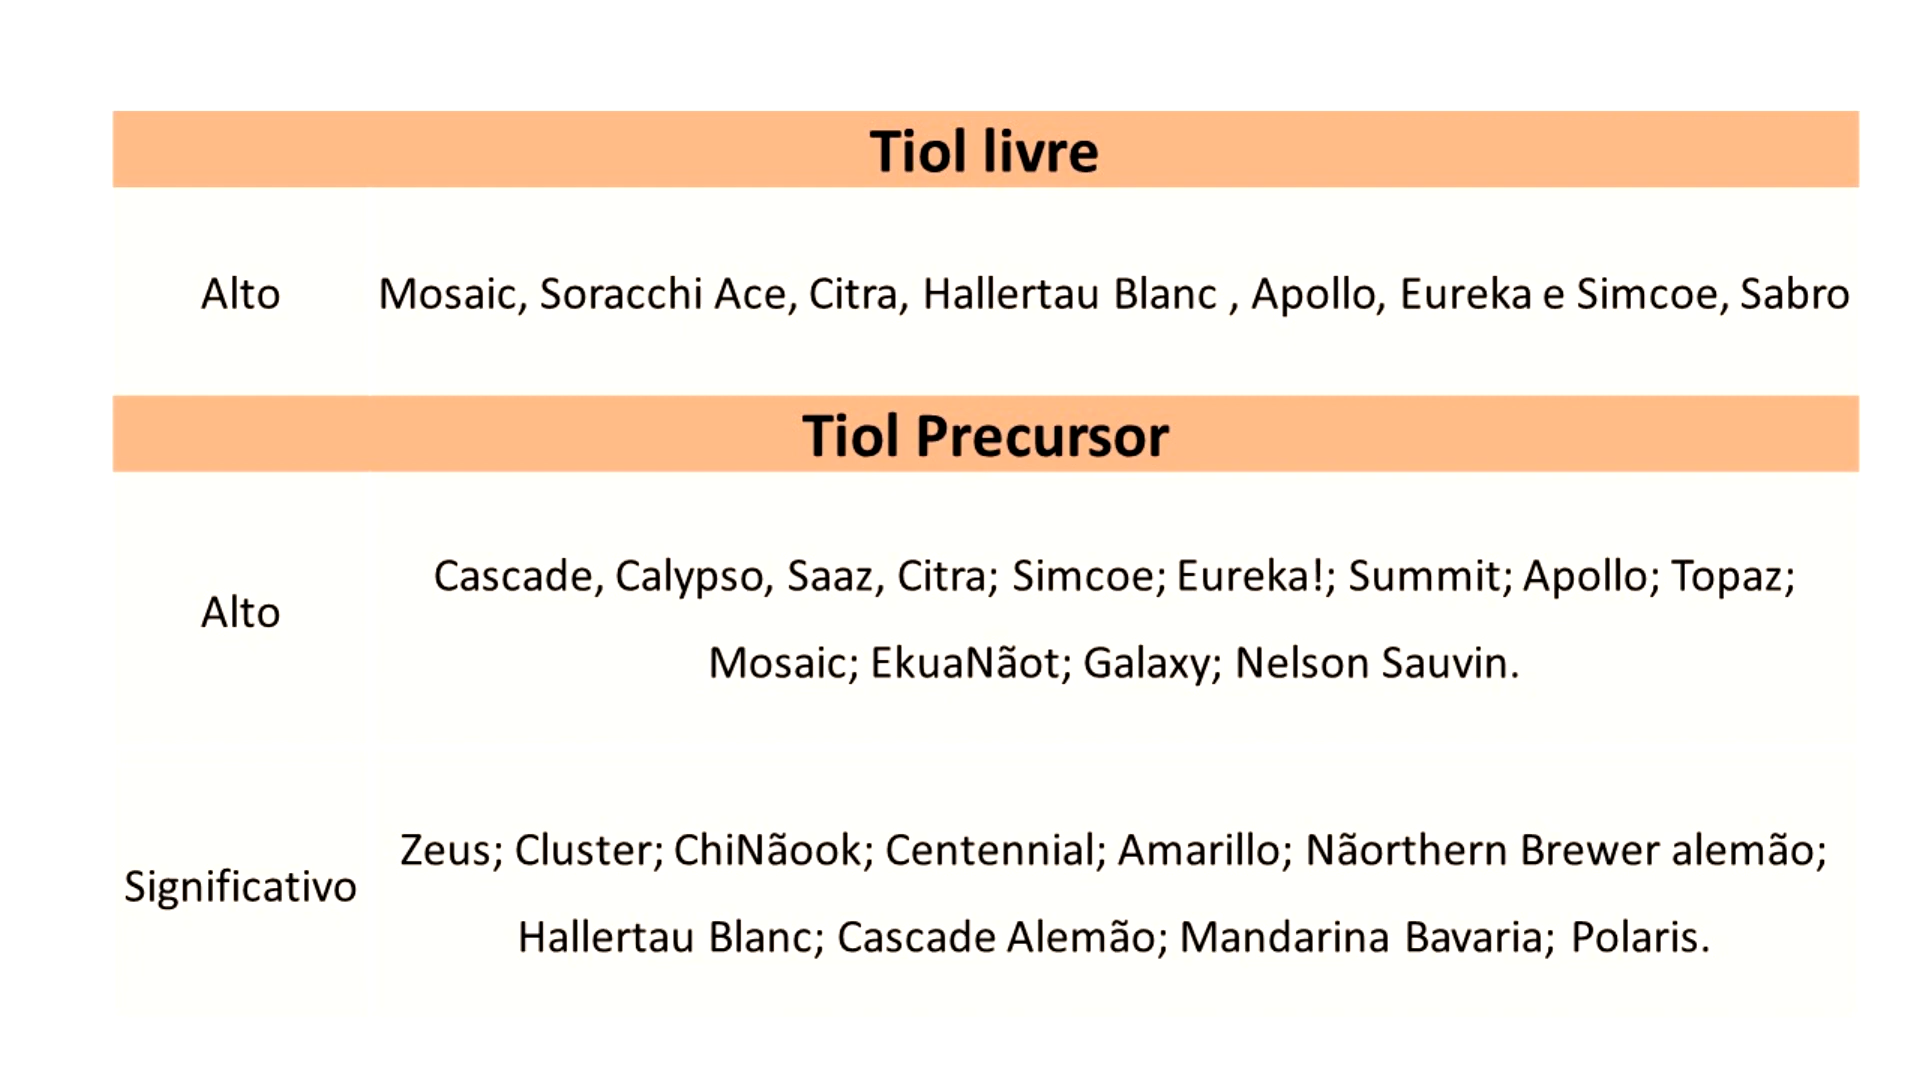 Tiol livre
Alto
Mosaic, Soracchi Ace, Citra, Hallertau Blanc , Apollo, Eureka e Simcoe, Sabro
Tiol Precursor
Alto
Cascade, Calypso, Saaz, Citra; Simcoe; Eureka!; Summit; Apollo; Topaz;
Mosaic; EkuaNãot; Galaxy; Nelson Sauvin.
Significativo
Zeus; Cluster; ChiNãook; Centennial; Amarillo; Nãorthern Brewer alemão;
Hallertau Blanc; Cascade Alemão; Mandarina Bavaria; Polaris.